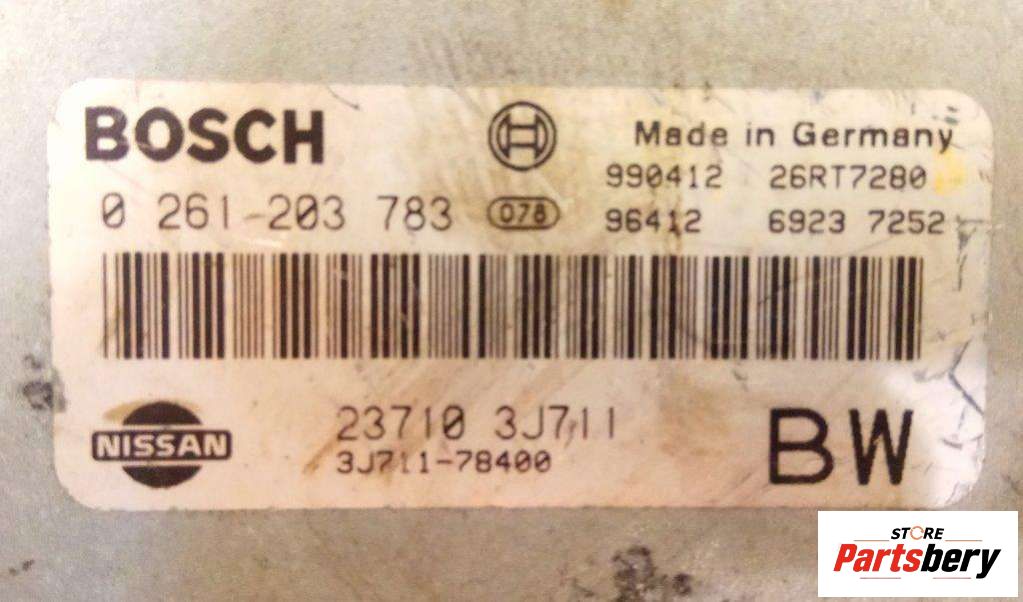 BOSCH
Made in Germany
990412 26RT7280
0 261-203 783 078 96412 6923 7252
NISSAN
23710 3J711
3J711-78400
BW
STORE
Partsbery